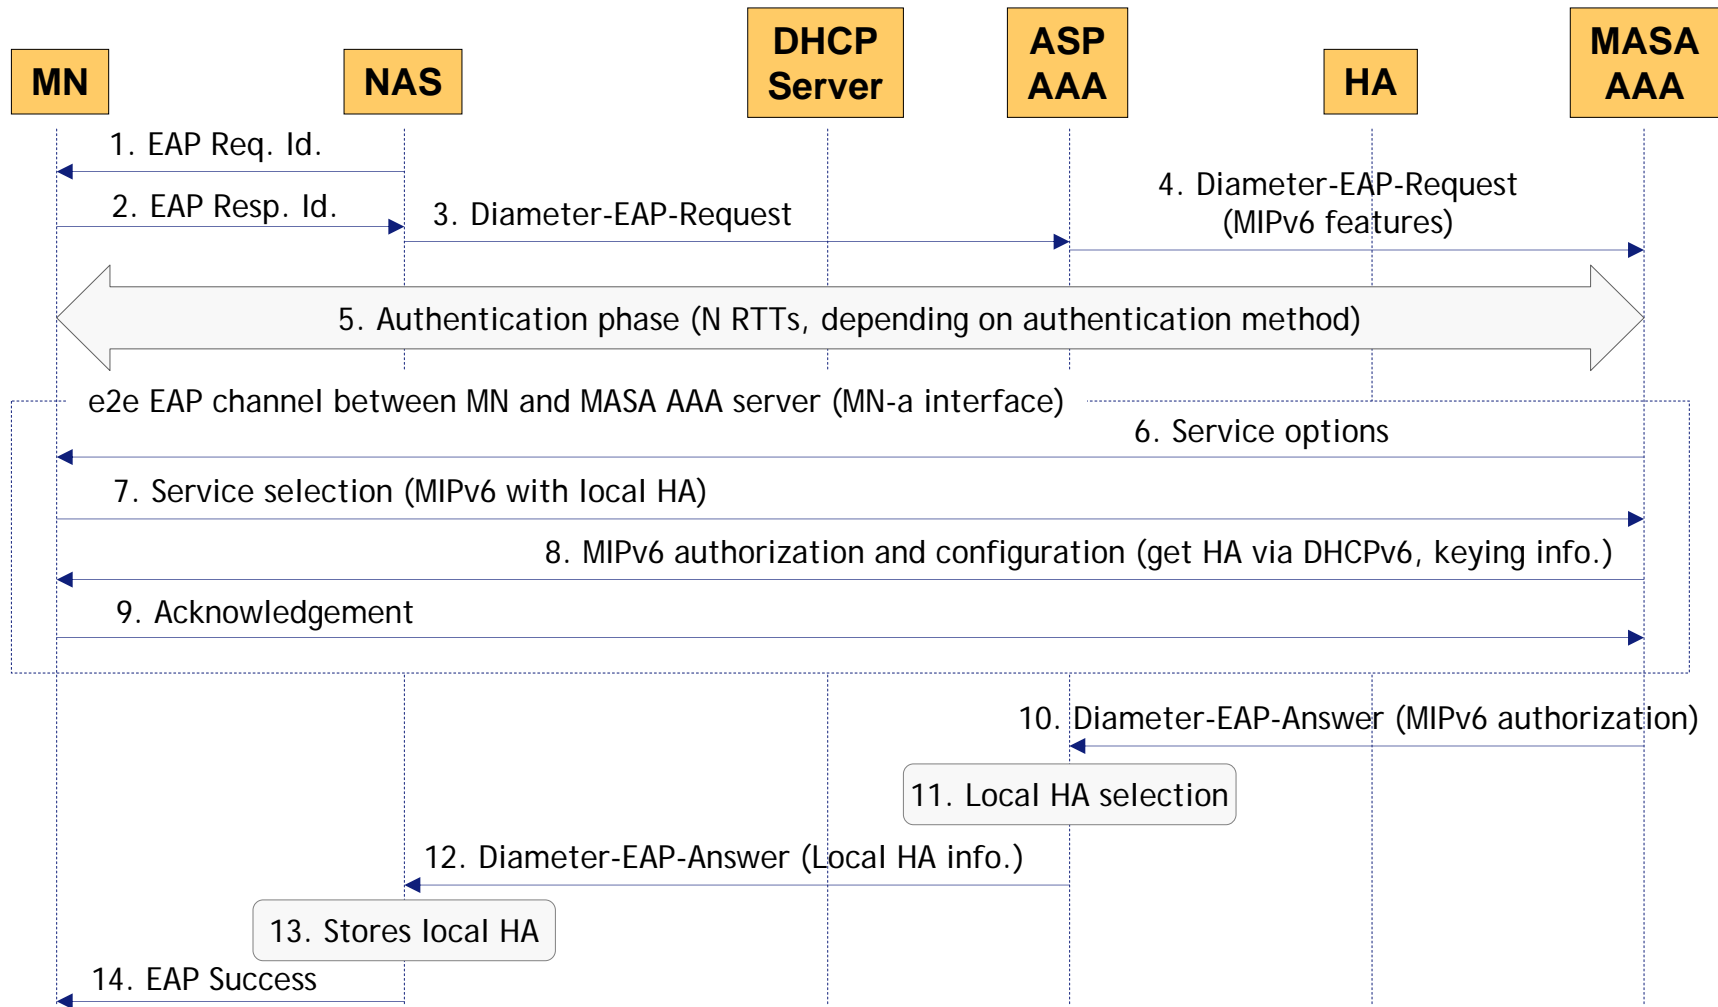 MN
NAS
DHCP
Server
ASP
AAA
HA
MASA
AAA
1. EAP Req. Id.
2. EAP Resp. Id.
3. Diameter-EAP-Request
4. Diameter-EAP-Request
(MIPv6 features)
5. Authentication phase (N RTTs, depending on authentication method)
e2e EAP channel between MN and MASA AAA server (MN-a interface)
6. Service options
7. Service selection (MIPv6 with local HA)
8. MIPv6 authorization and configuration (get HA via DHCPv6, keying info.)
9. Acknowledgement
10. Diameter-EAP-Answer (MIPv6 authorization)
11. Local HA selection
12. Diameter-EAP-Answer (Local HA info.)
13. Stores local HA
14. EAP Success